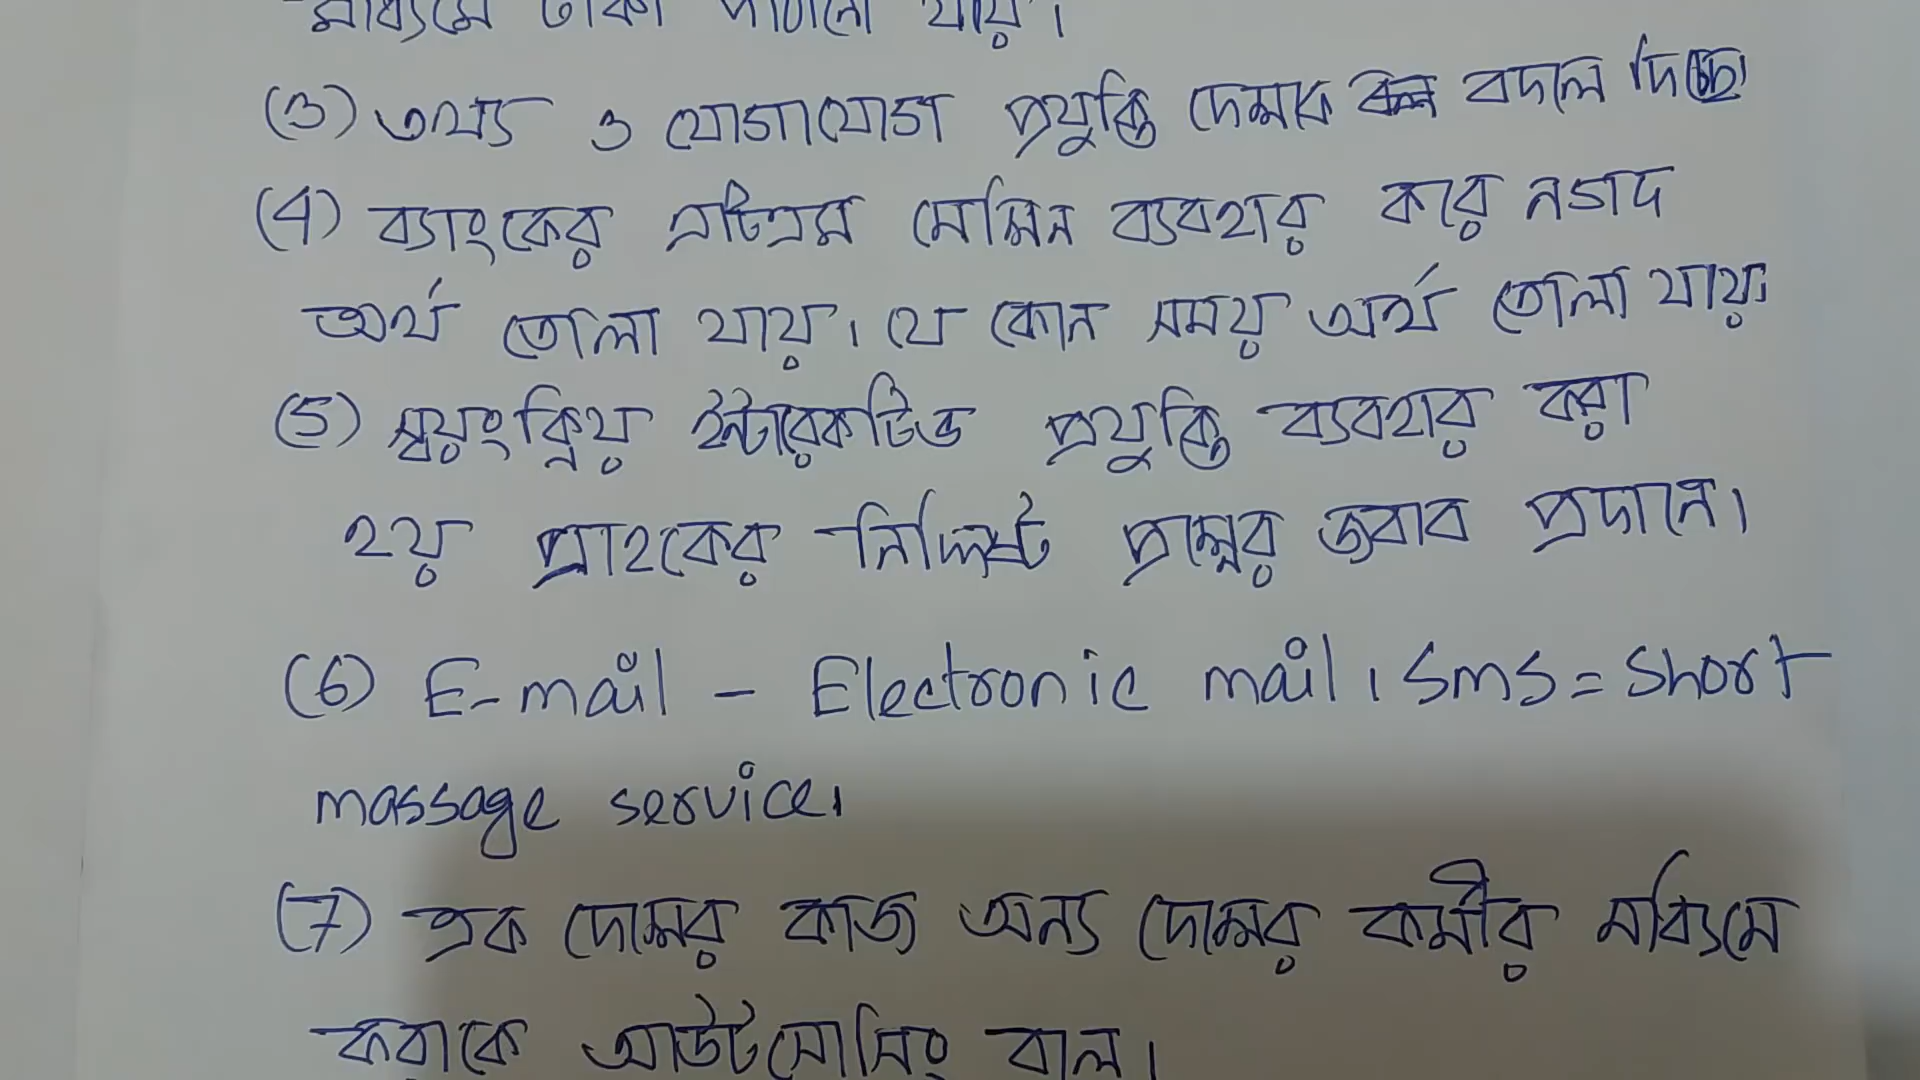 মাধ্যমে টাকা পাঠানো যায়।
(3) তথ্য ও যোগাযোগ প্রযুক্তি দেশকে বদলে দিচ্ছে
(4) ব্যাংকের এটিএম মেশিন ব্যবহার করে নগদ
অর্থ তোলা যায়। যে কোন সময় অর্থ তোলা যায়।
(5) স্বয়ংক্রিয় ইন্টারেকটিভ প্রযুক্তি ব্যবহার করা
হয় গ্রাহকের নির্দিষ্ট প্রশ্নের জবাব প্রদানে।
(6) E-mail - Electronic mail। SmS = Short
massage service।
(7) এক দেশের কাজ অন্য দেশের কর্মীর মাধ্যমে
করাকে আউটসোর্সিং বলে।